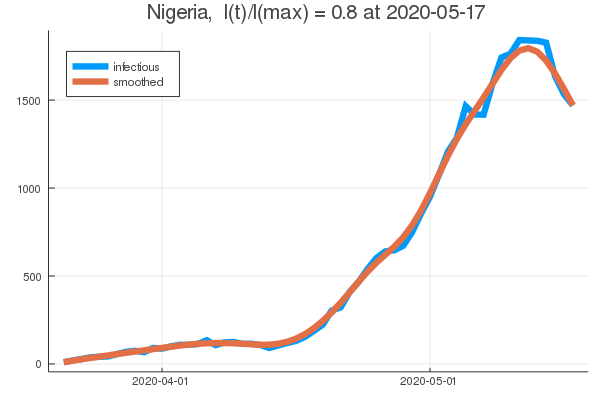 Nigeria,  I(t)/I(max) = 0.8 at 2020-05-17
infectious
smoothed
1500
1000
500
0
2020-04-01
2020-05-01